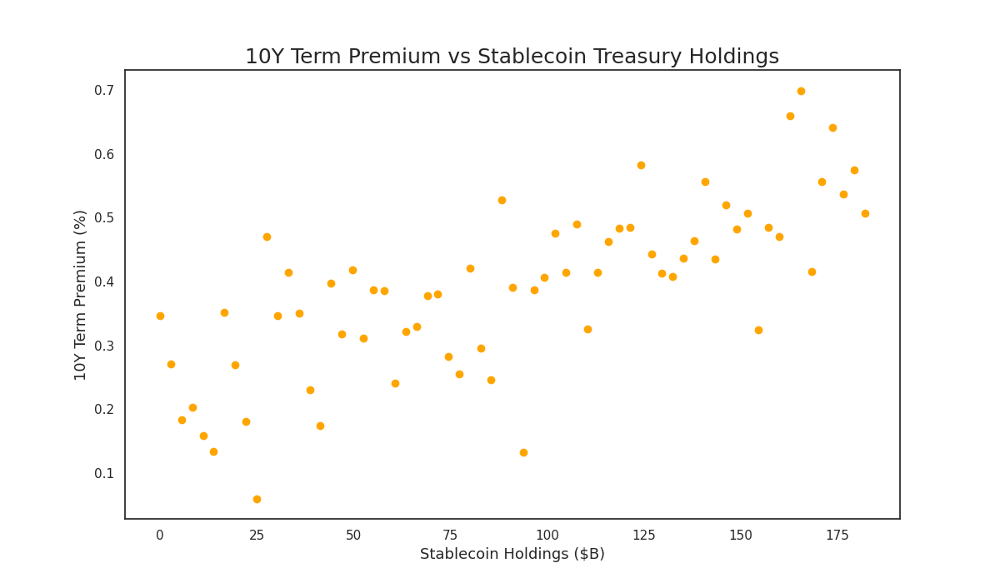 10Y Term Premium vs Stablecoin Treasury Holdings
0.7
0.6
0.5
0.4
0.3
0.2
0.1
10Y Term Premium (%)
0 25 50 75 100 125 150 175
Stablecoin Holdings ($B)